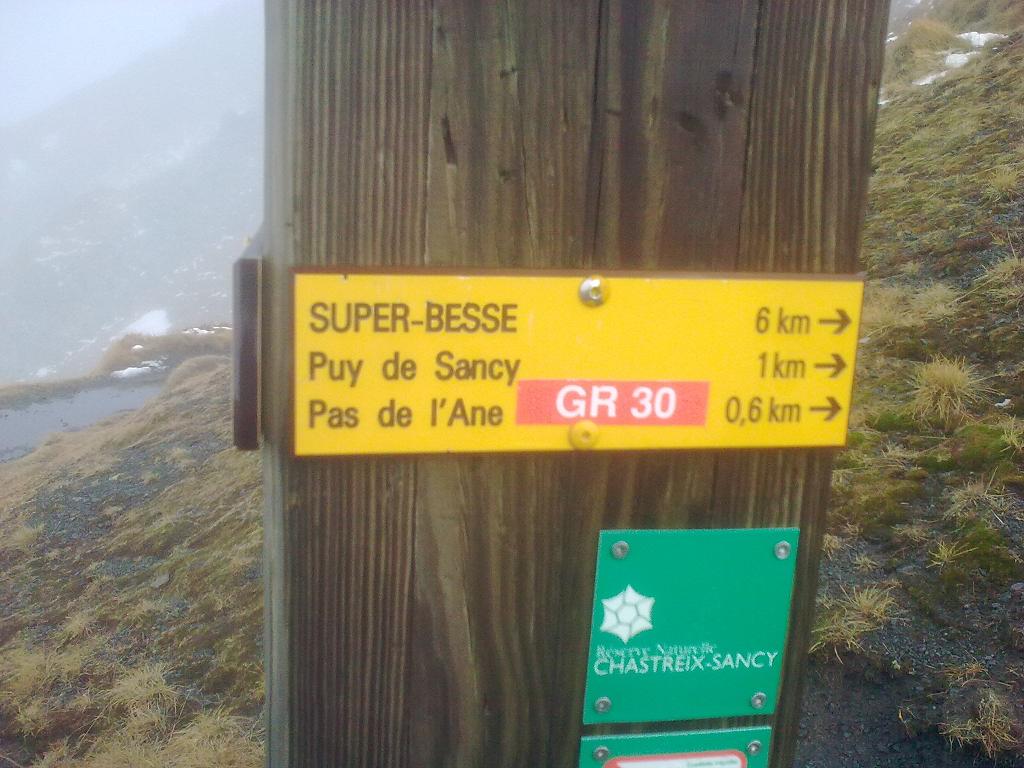 SUPER-BESSE 6 km →
Puy de Sancy 1 km →
Pas de l'Ane GR 30 0,6 km →
Réserve Naturelle
CHASTREIX-SANCY